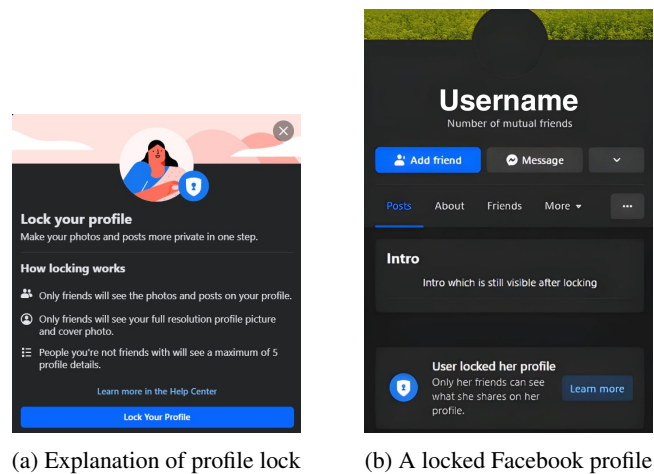 Lock your profile
Make your photos and posts more private in one step.
How locking works
Only friends will see the photos and posts on your profile.
Only friends will see your full resolution profile picture
and cover photo.
People you're not friends with will see a maximum of 5
profile details.
Learn more in the Help Center
Lock Your Profile
(a) Explanation of profile lock
Username
Number of mutual friends
Add friend
Message
Posts About Friends More
Intro
Intro which is still visible after locking
User locked her profile
Only her friends can see
what she shares on her
profile.
Learn more
(b) A locked Facebook profile